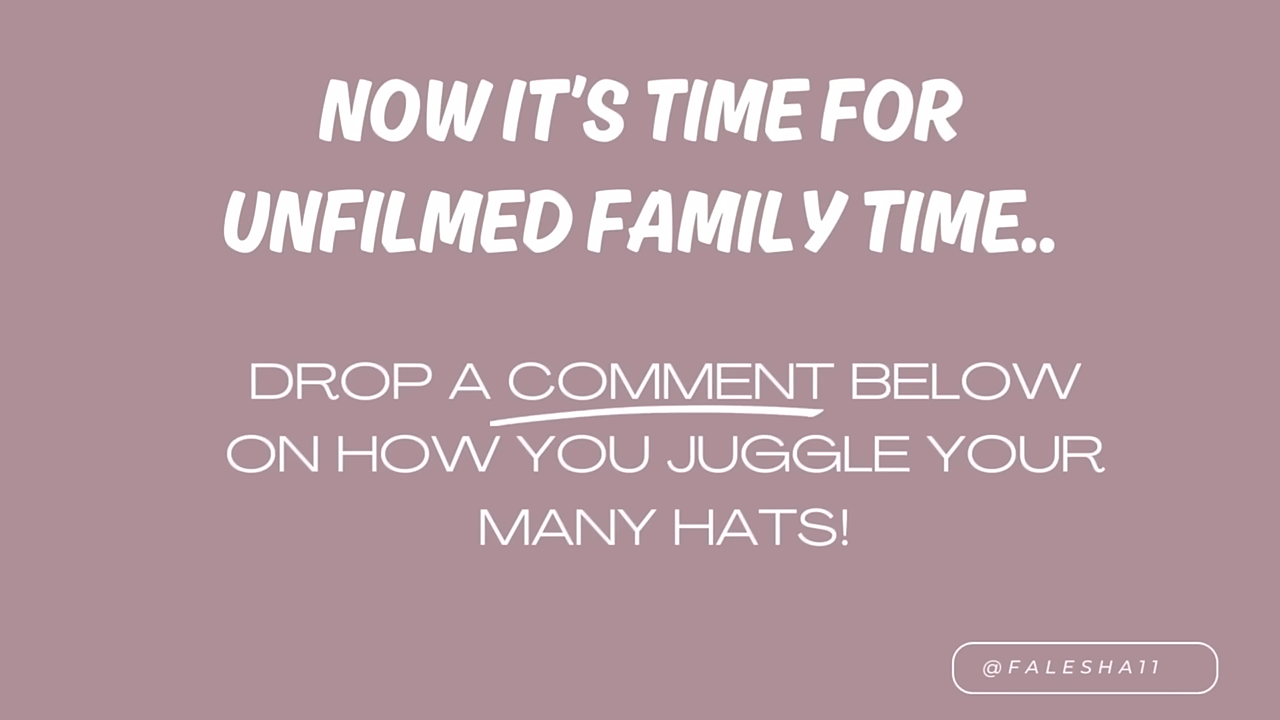 NOW IT'S TIME FOR
UNFILMED FAMILY TIME..
DROP A COMMENT BELOW
ON HOW YOU JUGGLE YOUR
MANY HATS!
@FALESHA11